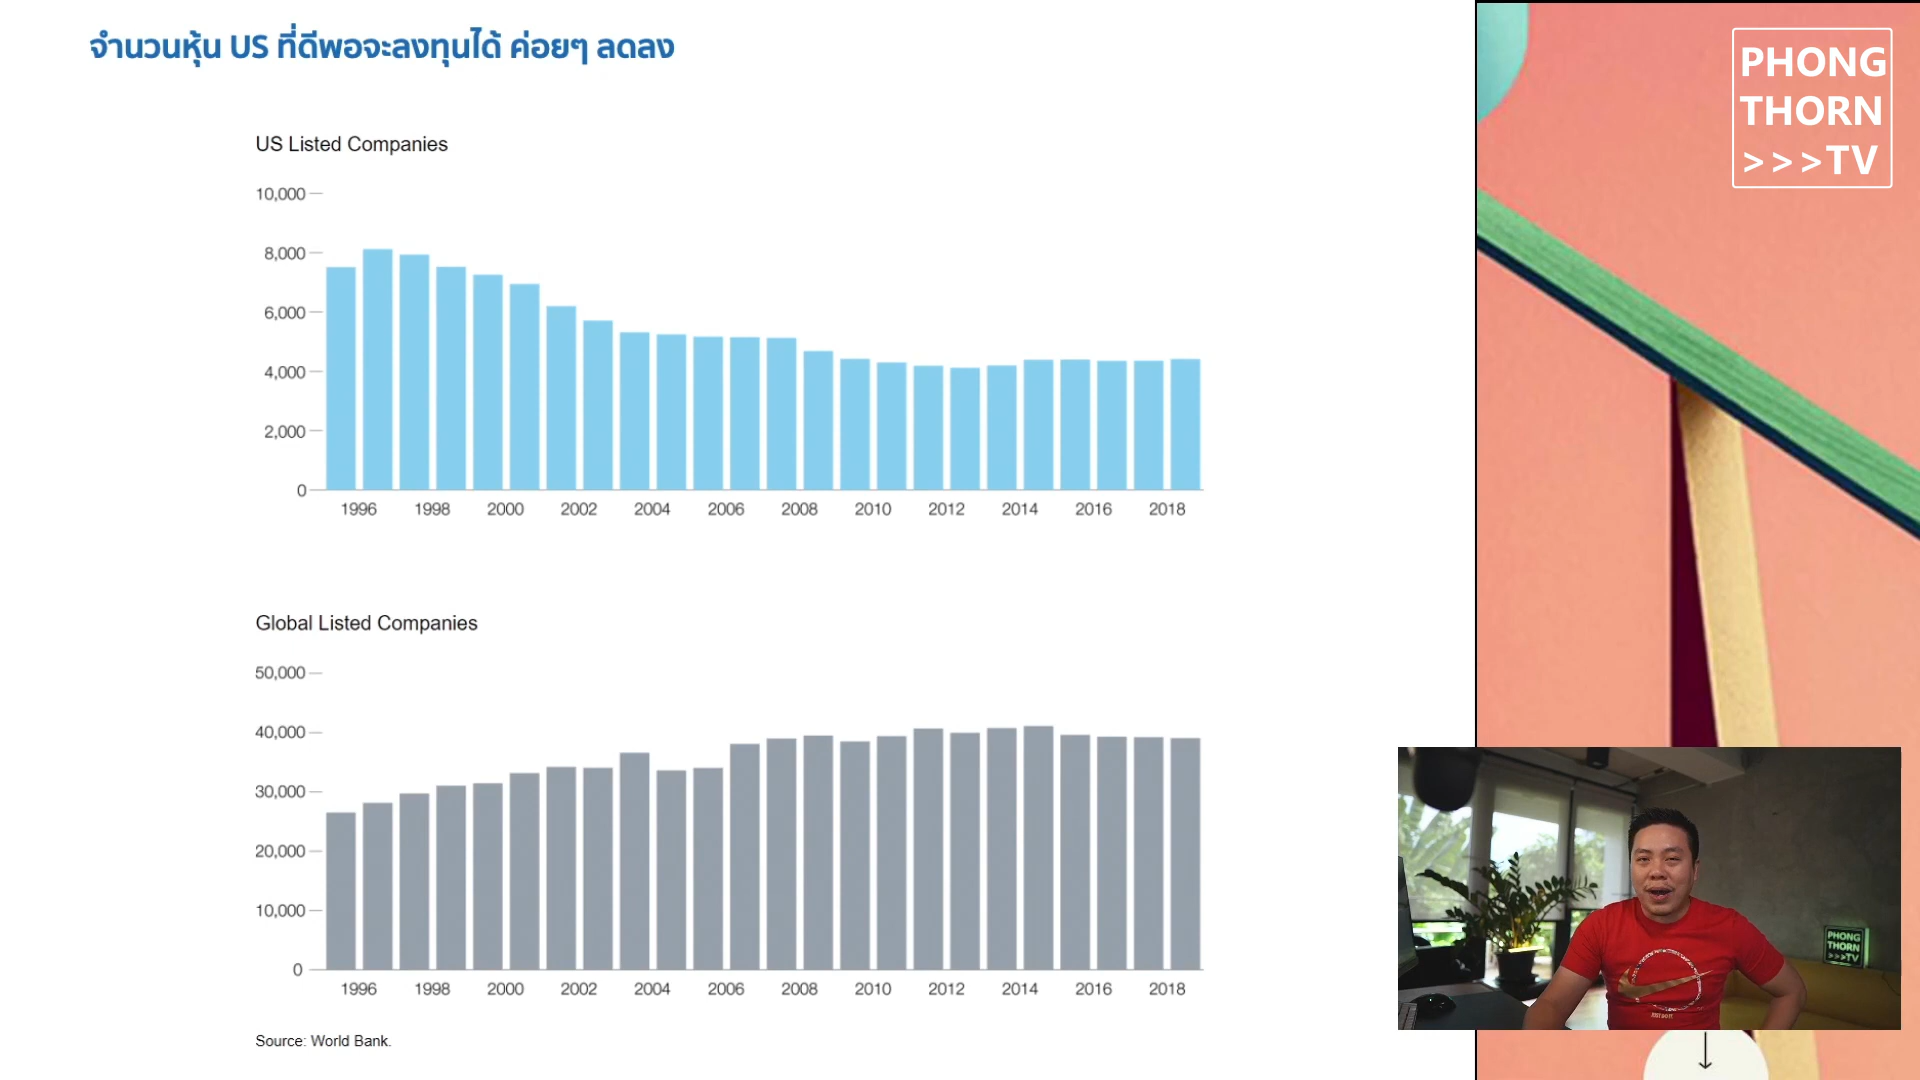 จำนวนหุ้น US ที่ดีพอจะลงทุนได้ ค่อยๆ ลดลง
US Listed Companies
10,000
8,000
6,000
4,000
2,000
0
1996 1998 2000 2002 2004 2006 2008 2010 2012 2014 2016 2018
Global Listed Companies
50,000
40,000
30,000
20,000
10,000
0
1996 1998 2000 2002 2004 2006 2008 2010 2012 2014 2016 2018
Source: World Bank.
PHONG
THORN
>>>TV
PHONG
THORN
>>>TV